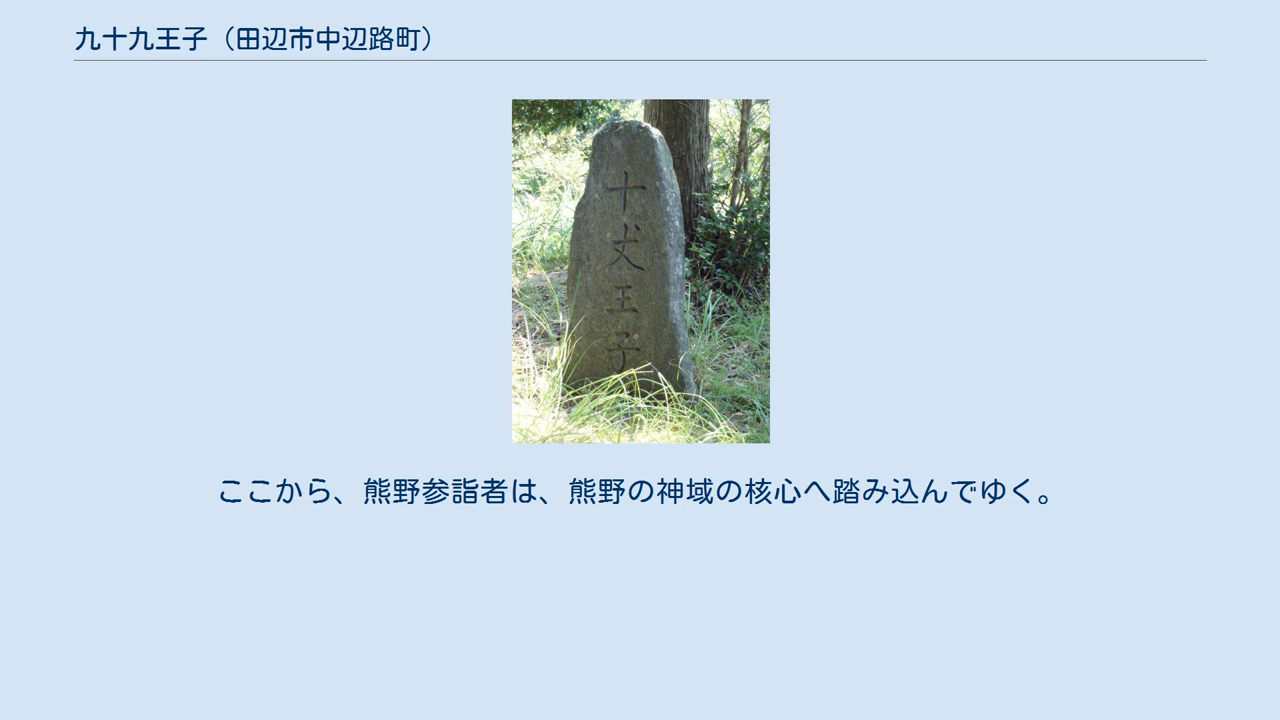 九十九王子（田辺市中辺路町）
十
丈
王
子
ここから、熊野参詣者は、熊野の神域の核心へ踏み込んでゆく。